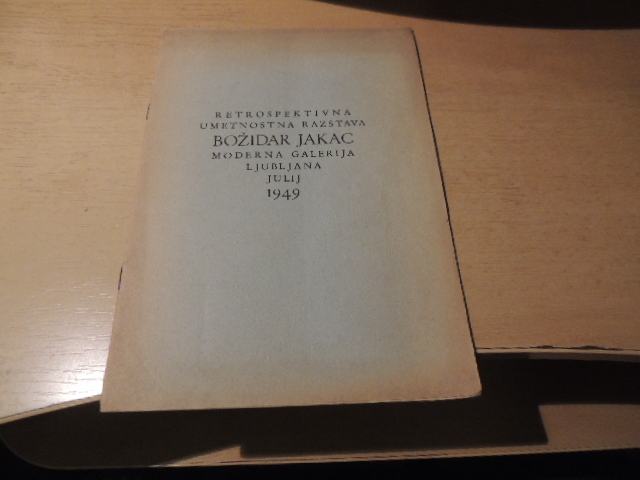 RETROSPEKTIVNA
UMETNOSTNA RAZSTAVA
BOŽIDAR JAKAC
MODERNA GALERIJA
LJUBLJANA
JULIJ
1949